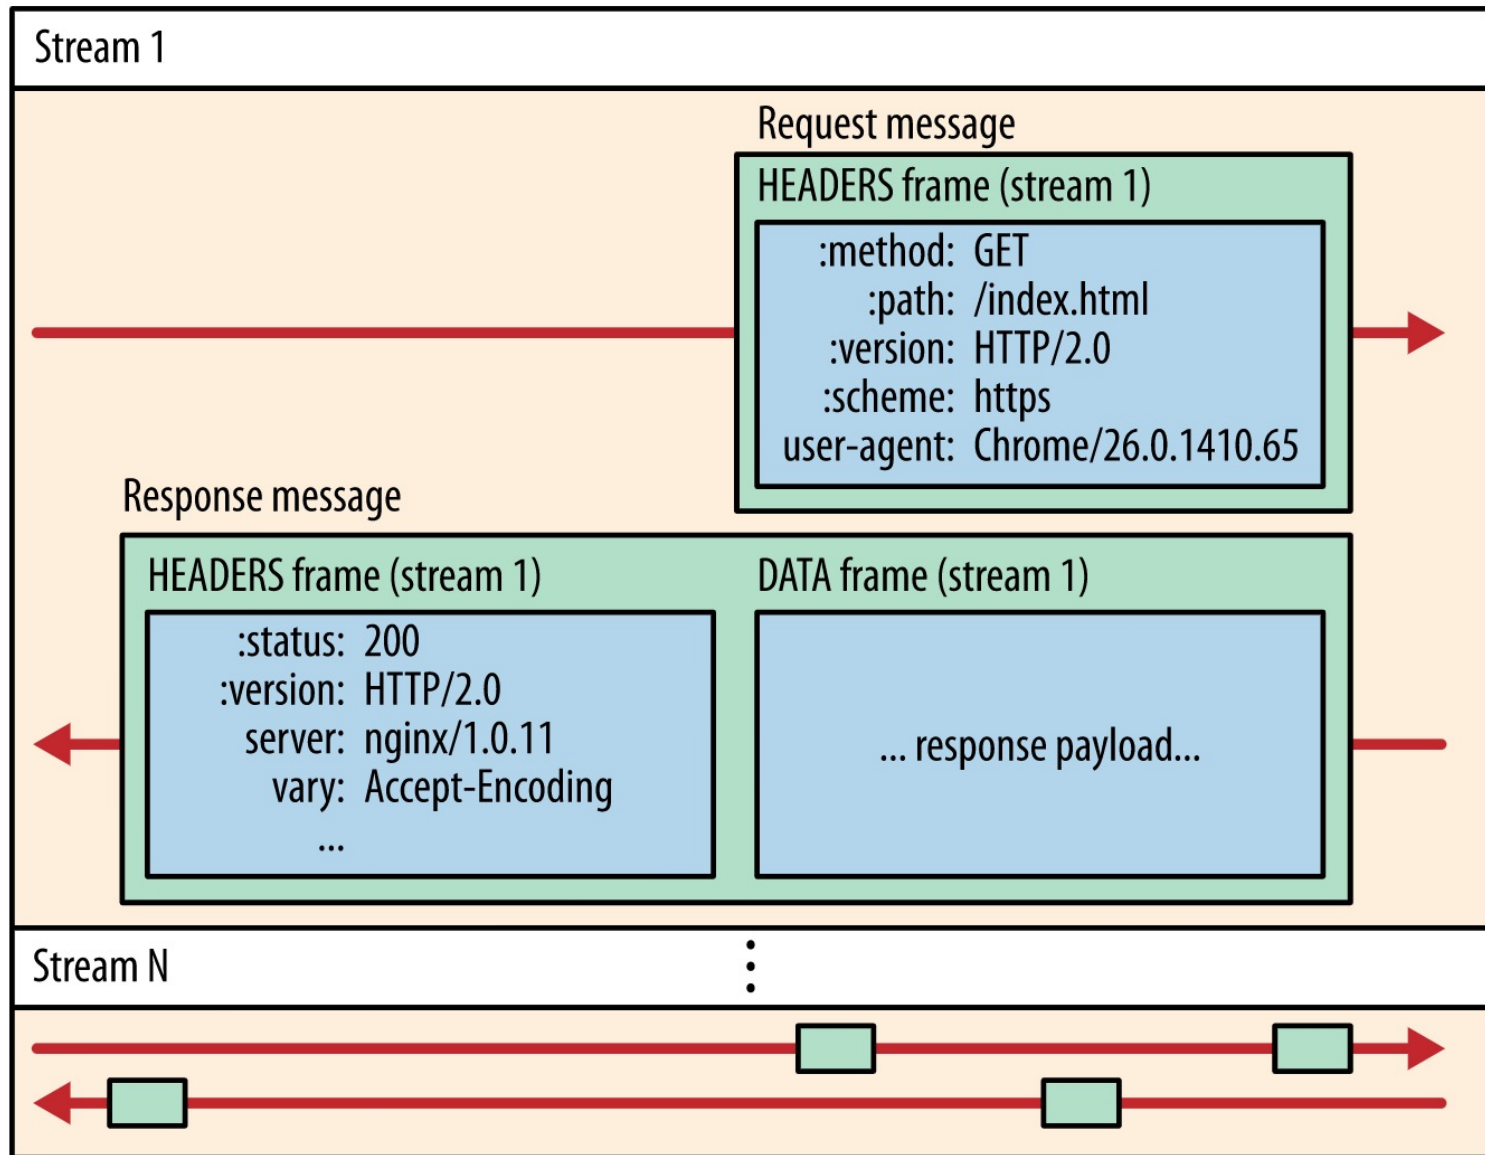 Stream 1
Request message
HEADERS frame (stream 1)
:method: GET
:path: /index.html
:version: HTTP/2.0
:scheme: https
user-agent: Chrome/26.0.1410.65
Response message
HEADERS frame (stream 1)
:status: 200
:version: HTTP/2.0
server: nginx/1.0.11
vary: Accept-Encoding
...
DATA frame (stream 1)
... response payload...
Stream N